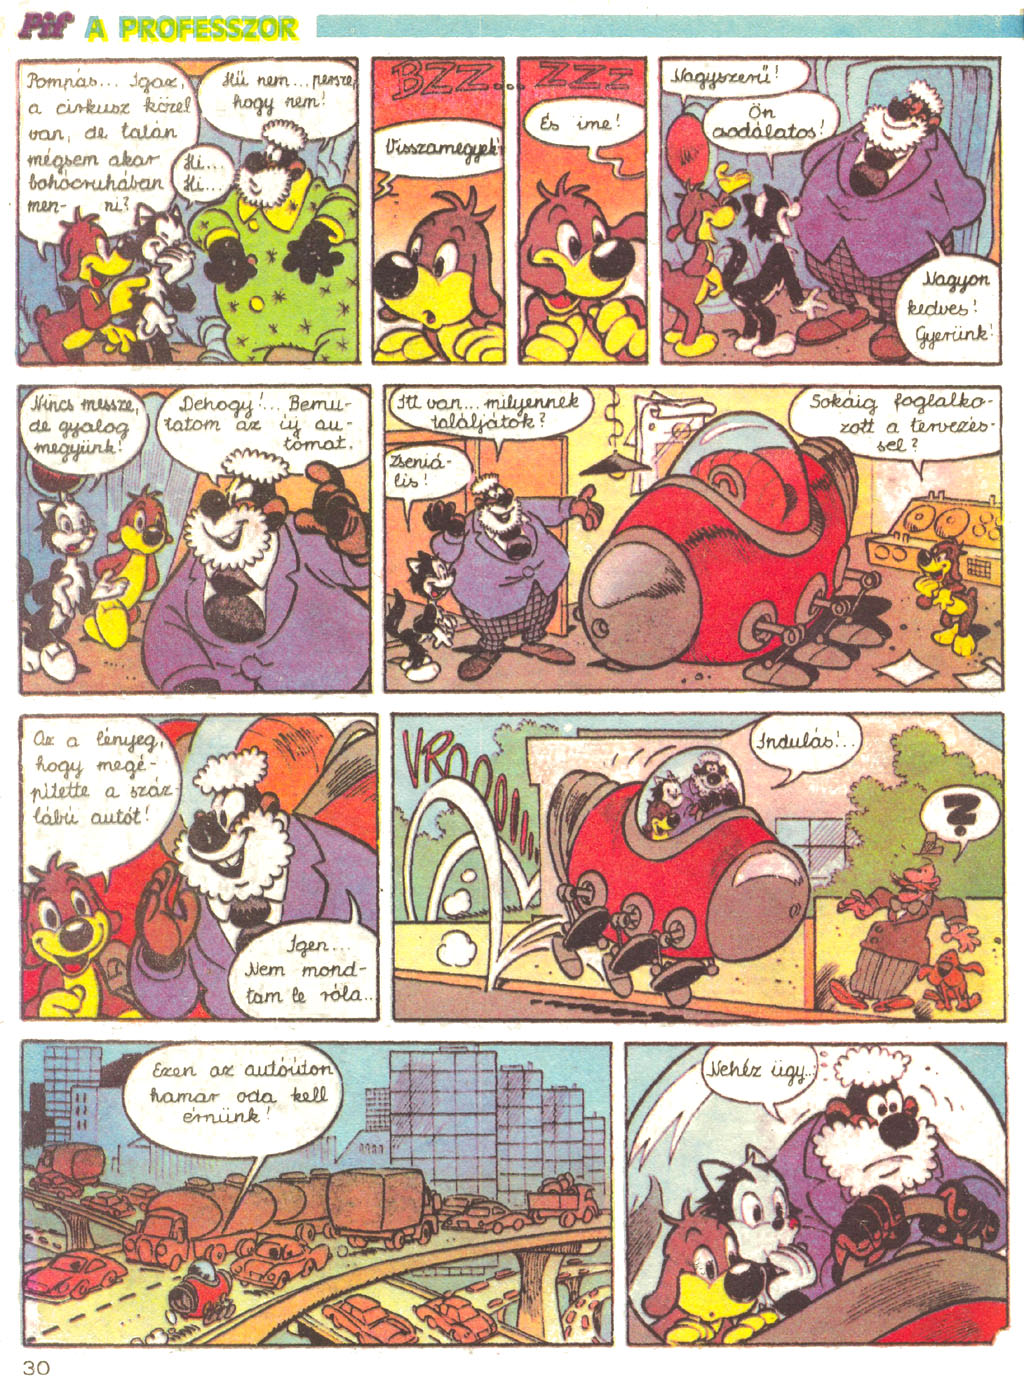 Pif A PROFESSZOR
Pompás... Igaz,
a cirkusz közel
van, de talán
mégsem akar
bohócruhában
men-
ni?
Hi...
Hi...
Hű nem... persze,
hogy nem!
BZZ...ZZz
Visszamegyek!
És íme!
Nagyszerű!
Ön
csodálatos!
Nagyon
kedves!
Gyerünk!
Nincs messze,
de gyalog
megyünk!
Dehogy!... Bemu-
tatom az új au-
tómat.
Itt van... milyennek
találjátok?
Zseniá-
lis!
Sokáig foglalko-
zott a tervezés-
sel?
Az a lényeg,
hogy megé-
pítette a száz-
lábú autót!
Igen...
Nem mond-
tam le róla...
VROOOII
Indulás!...
?
Ezen az autóúton
hamar oda kell
érnünk!
Nehéz ügy...
30